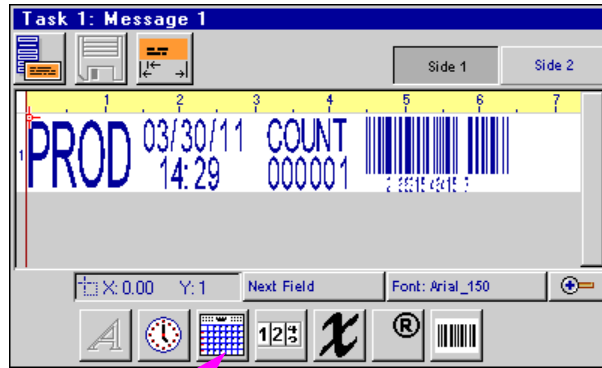 Task 1: Message 1
Side 1 Side 2
1 2 3 4 5 6 7
1
PROD 03/30/11 COUNT
14:29 000001
X: 0.00 Y: 1 Next Field Font: Arial_150
A 123 x ®